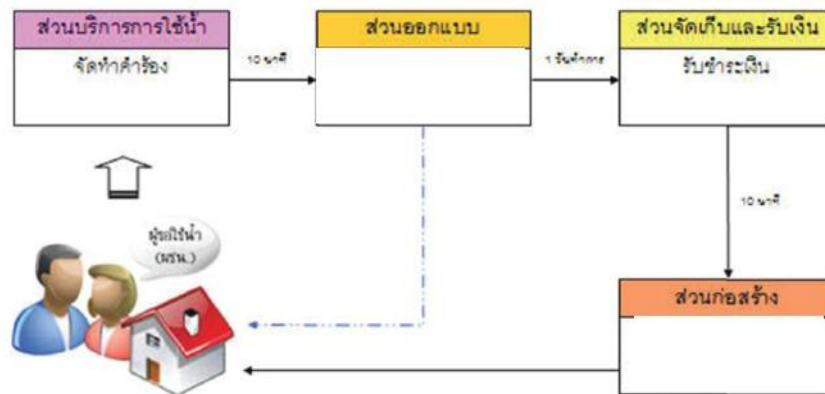 ส่วนบริการการใช้น้ำ
จัดทำคำร้อง
10 นาที
ส่วนออกแบบ
1 วันทำการ
ส่วนจัดเก็บและรับเงิน
รับชำระเงิน
10 นาที
ผู้ขอใช้น้ำ
(ผชน.)
ส่วนก่อสร้าง